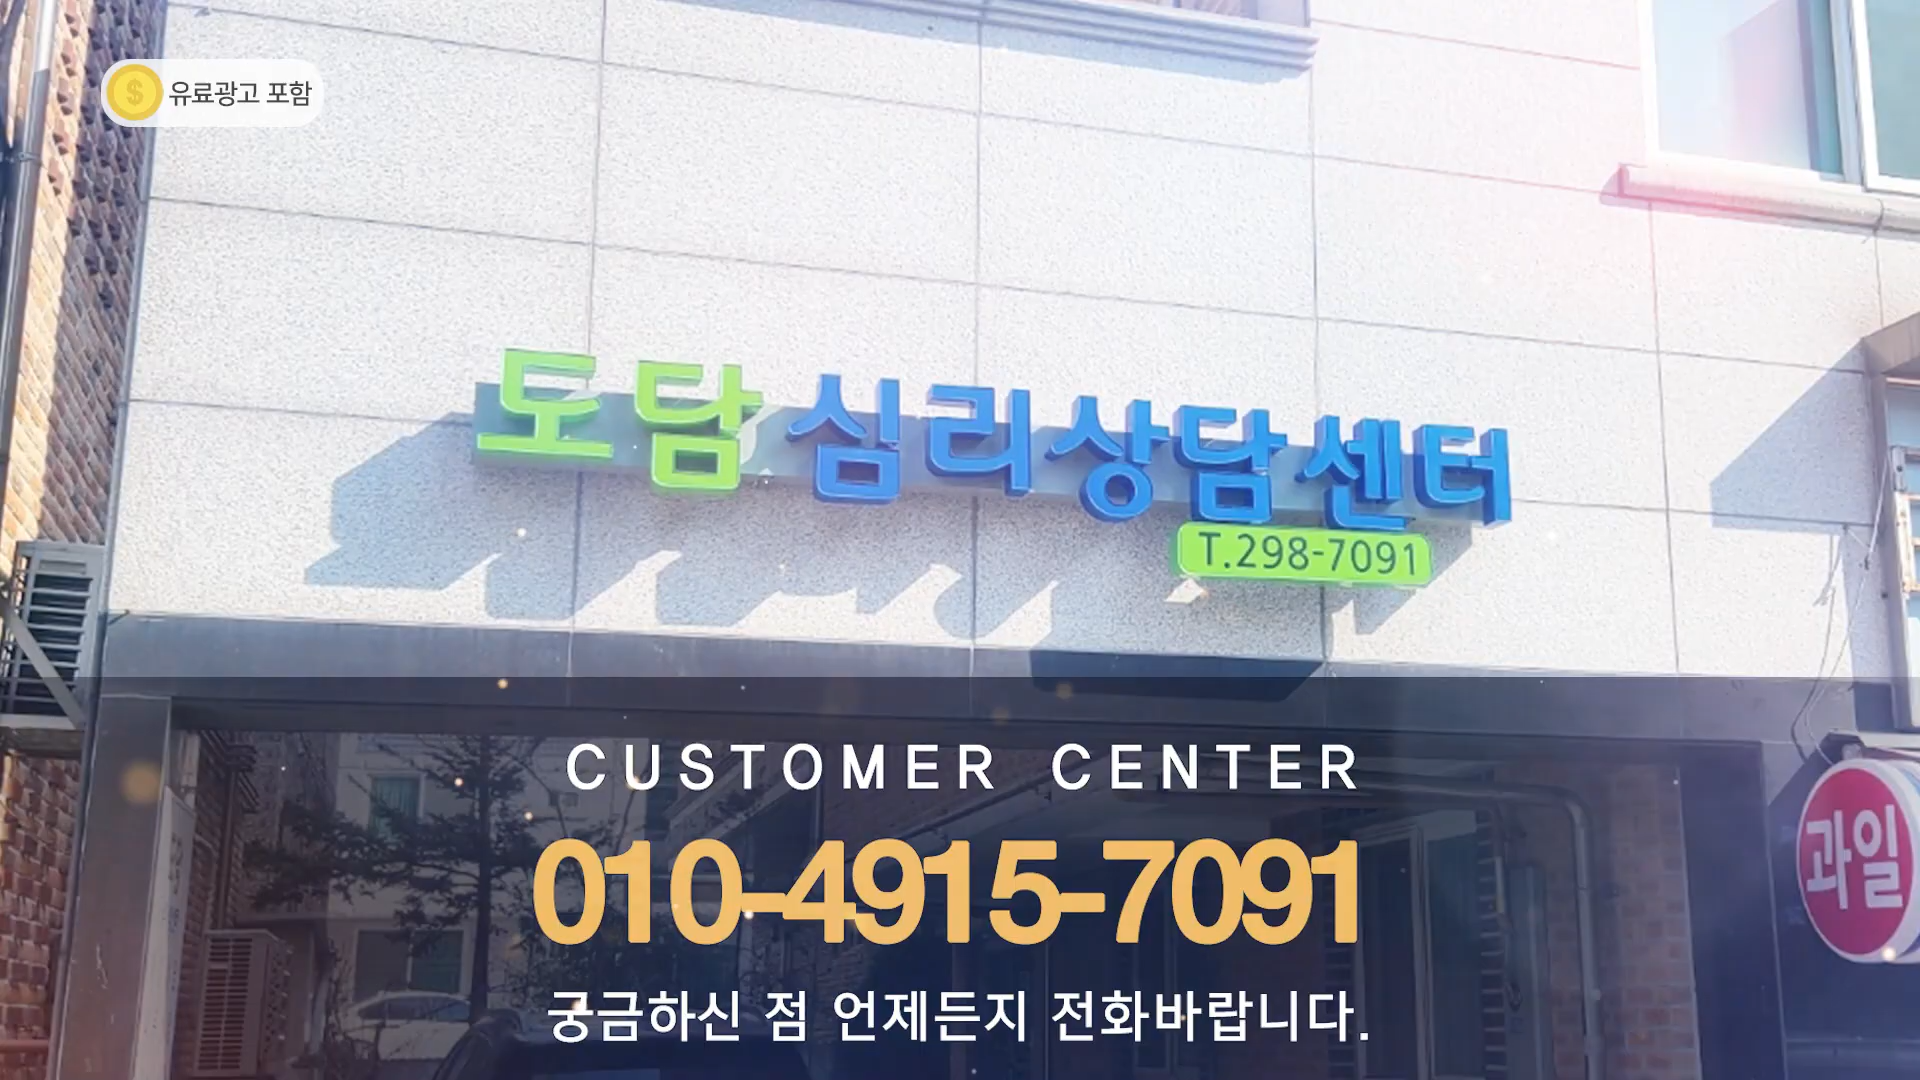 유료광고 포함
도담심리상담센터
T.298-7091
CUSTOMER CENTER
010-4915-7091
궁금하신 점 언제든지 전화바랍니다.
과일